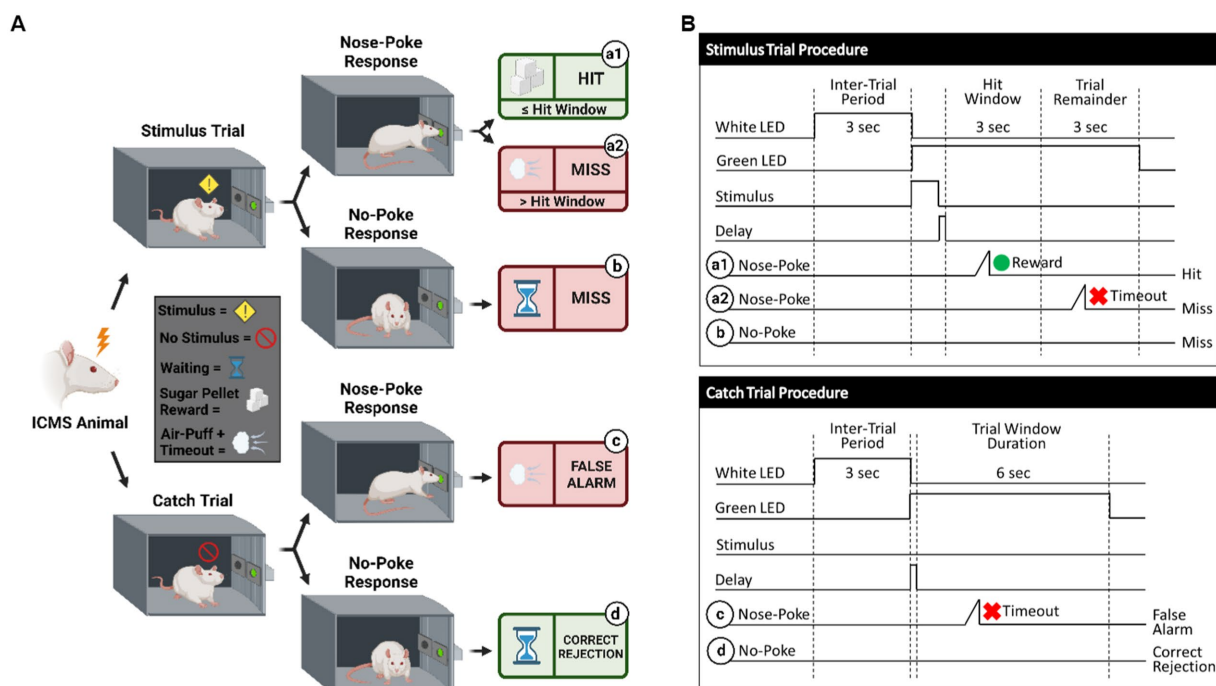 A
Nose-Poke
Response
a1
HIT
≤ Hit Window
Stimulus Trial
a2
MISS
> Hit Window
No-Poke
Response
b
MISS
Stimulus =
No Stimulus =
Waiting =
Sugar Pellet
Reward =
Air-Puff +
Timeout =
ICMS Animal
Nose-Poke
Response
c
FALSE
ALARM
Catch Trial
No-Poke
Response
d
CORRECT
REJECTION
B
Stimulus Trial Procedure
Inter-Trial
Period
Hit
Window
Trial
Remainder
White LED
3 sec
3 sec
3 sec
Green LED
Stimulus
Delay
a1 Nose-Poke
Reward
Hit
a2 Nose-Poke
Timeout
Miss
b No-Poke
Miss
Catch Trial Procedure
Inter-Trial
Period
Trial Window
Duration
White LED
3 sec
6 sec
Green LED
Stimulus
Delay
c Nose-Poke
Timeout
False
Alarm
d No-Poke
Correct
Rejection